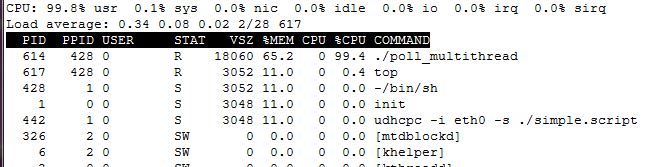 CPU: 99.8% usr 0.1% sys 0.0% nic 0.0% idle 0.0% io 0.0% irq 0.0% sirq
Load average: 0.34 0.08 0.02 2/28 617
PID PPID USER STAT VSZ %MEM CPU %CPU COMMAND
614 428 0 R 18060 65.2 0 99.4 ./poll_multithread
617 428 0 R 3052 11.0 0 0.4 top
428 1 0 S 3052 11.0 0 0.0 -/bin/sh
1 0 0 S 3048 11.0 0 0.0 init
442 1 0 S 3048 11.0 0 0.0 udhcpc -i eth0 -s ./simple.script
326 2 0 SW 0 0.0 0 0.0 [mtdblockd]
6 2 0 SW 0 0.0 0 0.0 [khelper]